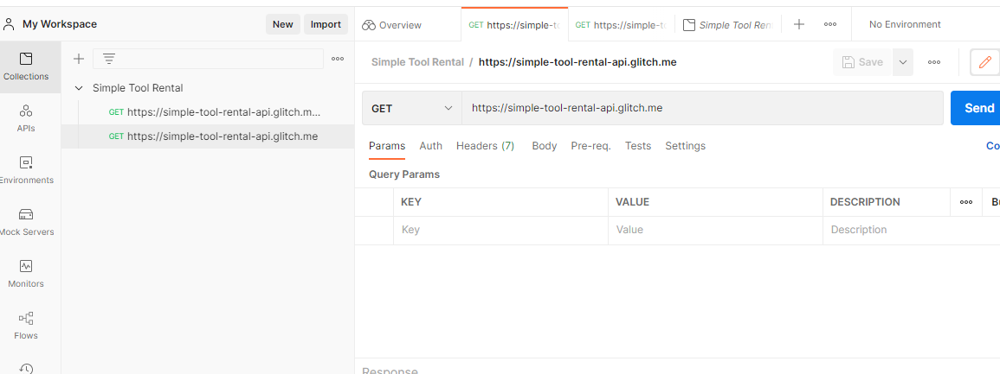 My Workspace
New
Import
Overview
GET https://simple-to
GET https://simple-to
Simple Tool Ren
No Environment
Collections
APIs
Environments
Mock Servers
Monitors
Flows
Simple Tool Rental
GET https://simple-tool-rental-api.glitch.m...
GET https://simple-tool-rental-api.glitch.me
Simple Tool Rental / https://simple-tool-rental-api.glitch.me
Save
GET
https://simple-tool-rental-api.glitch.me
Send
Params
Auth
Headers (7)
Body
Pre-req.
Tests
Settings
Co
Query Params
KEY
VALUE
DESCRIPTION
Key
Value
Description
Response